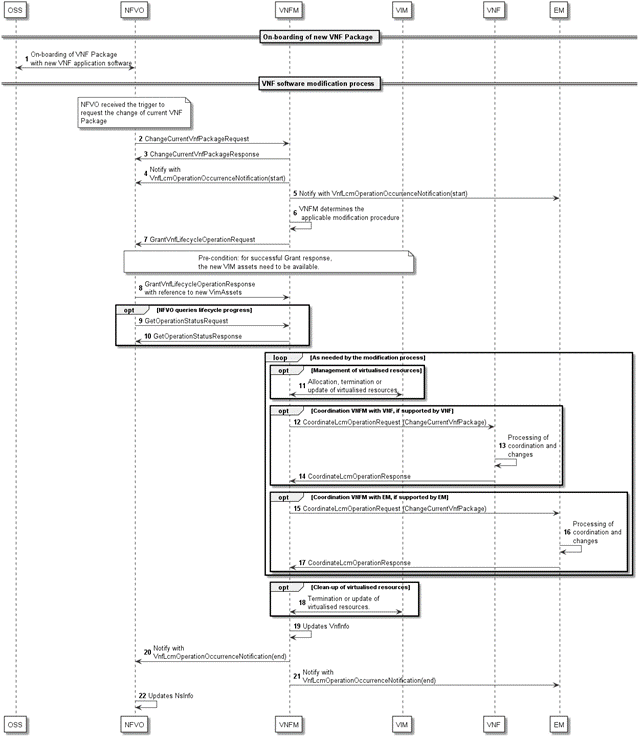 OSS NFVO VNFM VIM VNF EM
On-boarding of new VNF Package
1 On-boarding of VNF Package
with new VNF application software
VNF software modification process
NFVO received the trigger to
request the change of current VNF
Package
2 ChangeCurrentVnfPackageRequest
3 ChangeCurrentVnfPackageResponse
4 Notify with
VnfLcmOperationOccurrenceNotification(start)
5 Notify with VnfLcmOperationOccurrenceNotification(start)
6 VNFM determines the
applicable modification procedure
7 GrantVnfLifecycleOperationRequest
Pre-condition: for successful Grant response,
the new VIM assets need to be available.
8 GrantVnfLifecycleOperationResponse
with reference to new VimAssets
opt [NFVO queries lifecycle progress]
9 GetOperationStatusRequest
10 GetOperationStatusResponse
loop [As needed by the modification process]
opt [Management of virtualised resources]
11 Allocation, termination or
update of virtualised resources
opt [Coordination VNFM with VNF, if supported by VNF]
12 CoordinateLcmOperationRequest (ChangeCurrentVnfPackage)
13 Processing of
coordination and
changes
14 CoordinateLcmOperationResponse
opt [Coordination VNFM with EM, if supported by EM]
15 CoordinateLcmOperationRequest (ChangeCurrentVnfPackage)
16 Processing of
coordination and
changes
17 CoordinateLcmOperationResponse
opt [Clean-up of virtualised resources]
18 Termination or update of
virtualised resources.
19 Updates VnfInfo
20 Notify with
VnfLcmOperationOccurrenceNotification(end)
21 Notify with
VnfLcmOperationOccurrenceNotification(end)
22 Updates NsInfo
OSS NFVO VNFM VIM VNF EM